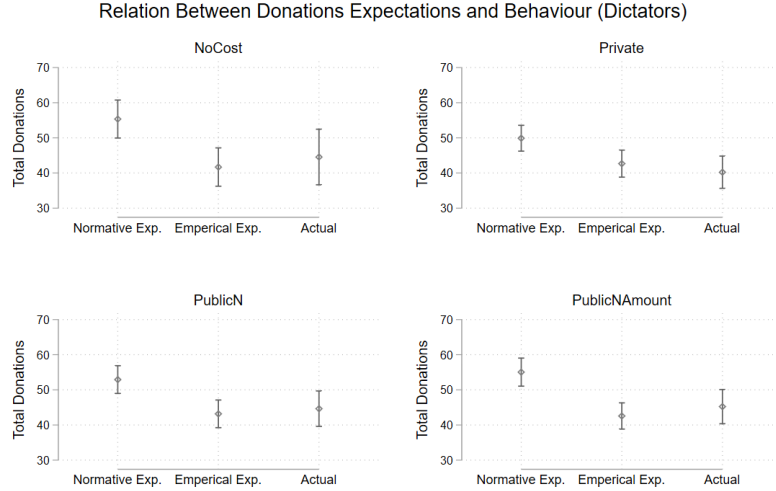 Relation Between Donations Expectations and Behaviour (Dictators)
NoCost
Total Donations
70
60
50
40
30
Normative Exp. Emperical Exp. Actual
Private
Total Donations
70
60
50
40
30
Normative Exp. Emperical Exp. Actual
PublicN
Total Donations
70
60
50
40
30
Normative Exp. Emperical Exp. Actual
PublicNAmount
Total Donations
70
60
50
40
30
Normative Exp. Emperical Exp. Actual